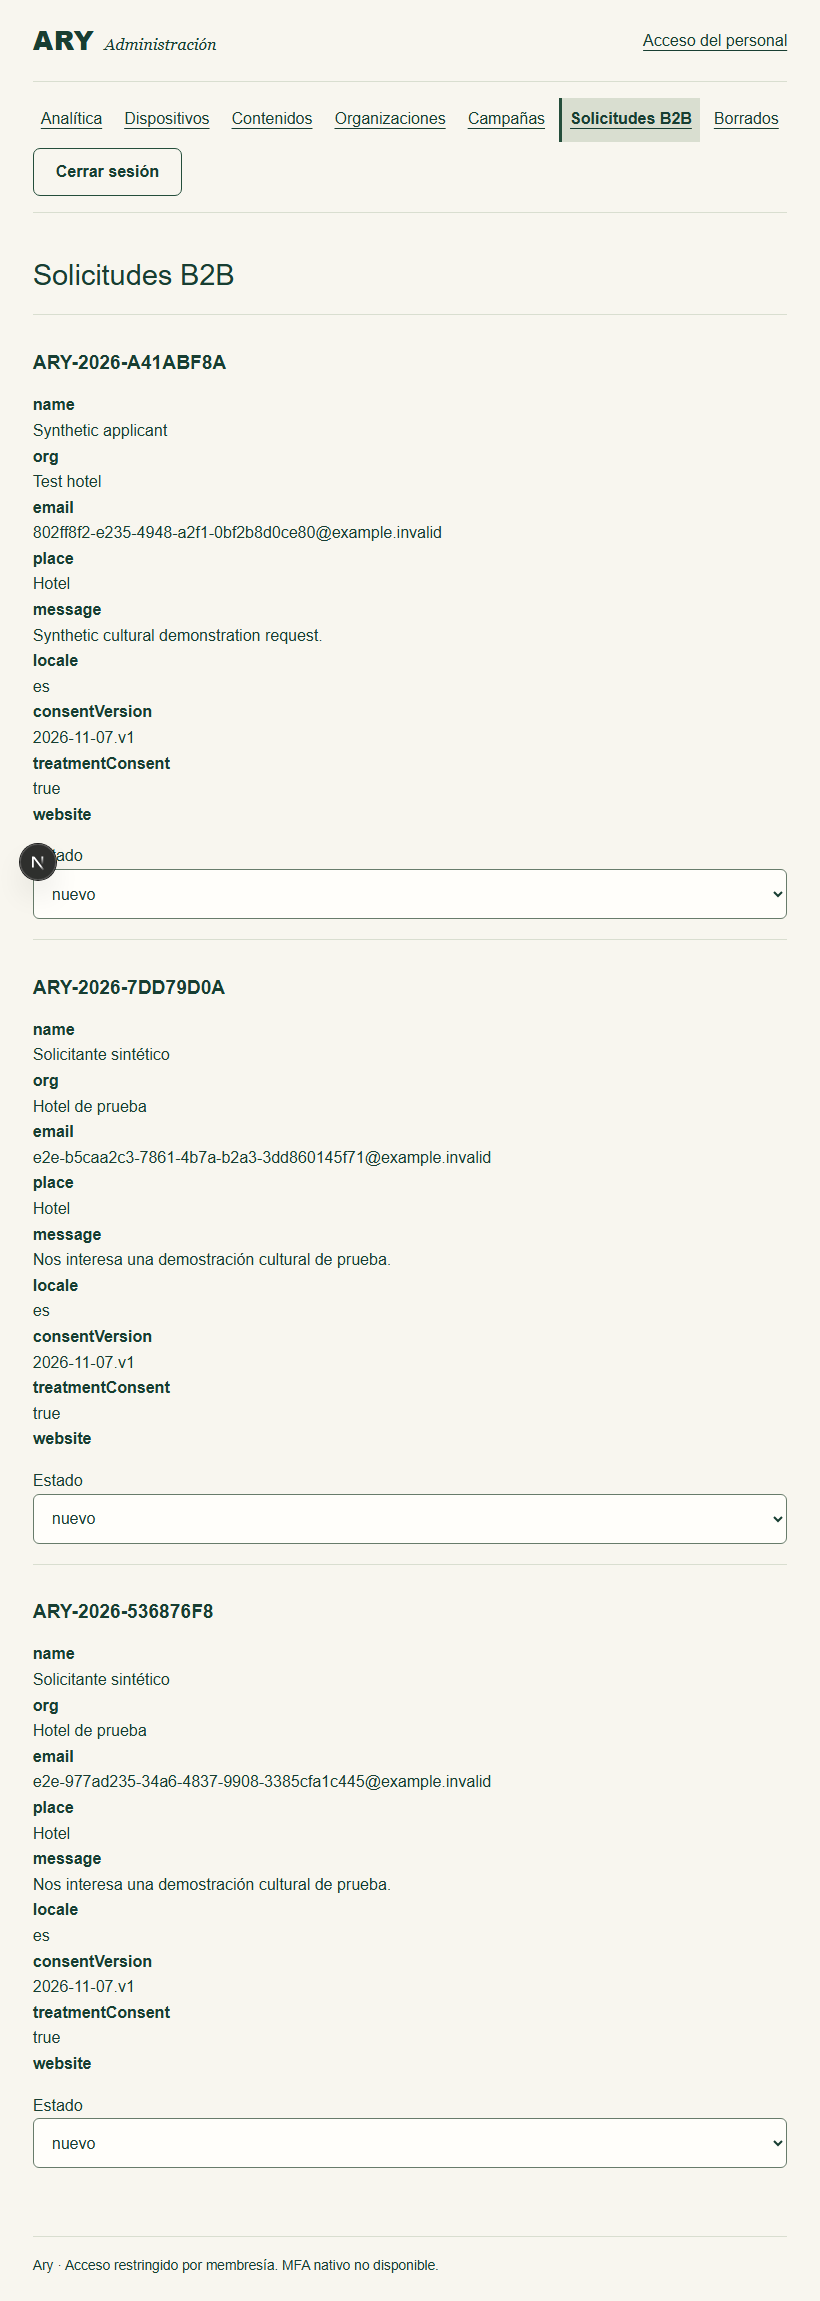 ARY Administración
Acceso del personal
Analítica Dispositivos Contenidos Organizaciones Campañas Solicitudes B2B Borrados
Cerrar sesión
Solicitudes B2B
ARY-2026-A41ABF8A
name
Synthetic applicant
org
Test hotel
email
802ff8f2-e235-4948-a2f1-0bf2b8d0ce80@example.invalid
place
Hotel
message
Synthetic cultural demonstration request.
locale
es
consentVersion
2026-11-07.v1
treatmentConsent
true
website
tado
N
nuevo
ARY-2026-7DD79D0A
name
Solicitante sintético
org
Hotel de prueba
email
e2e-b5caa2c3-7861-4b7a-b2a3-3dd860145f71@example.invalid
place
Hotel
message
Nos interesa una demostración cultural de prueba.
locale
es
consentVersion
2026-11-07.v1
treatmentConsent
true
website
Estado
nuevo
ARY-2026-536876F8
name
Solicitante sintético
org
Hotel de prueba
email
e2e-977ad235-34a6-4837-9908-3385cfa1c445@example.invalid
place
Hotel
message
Nos interesa una demostración cultural de prueba.
locale
es
consentVersion
2026-11-07.v1
treatmentConsent
true
website
Estado
nuevo
Ary · Acceso restringido por membresía. MFA nativo no disponible.